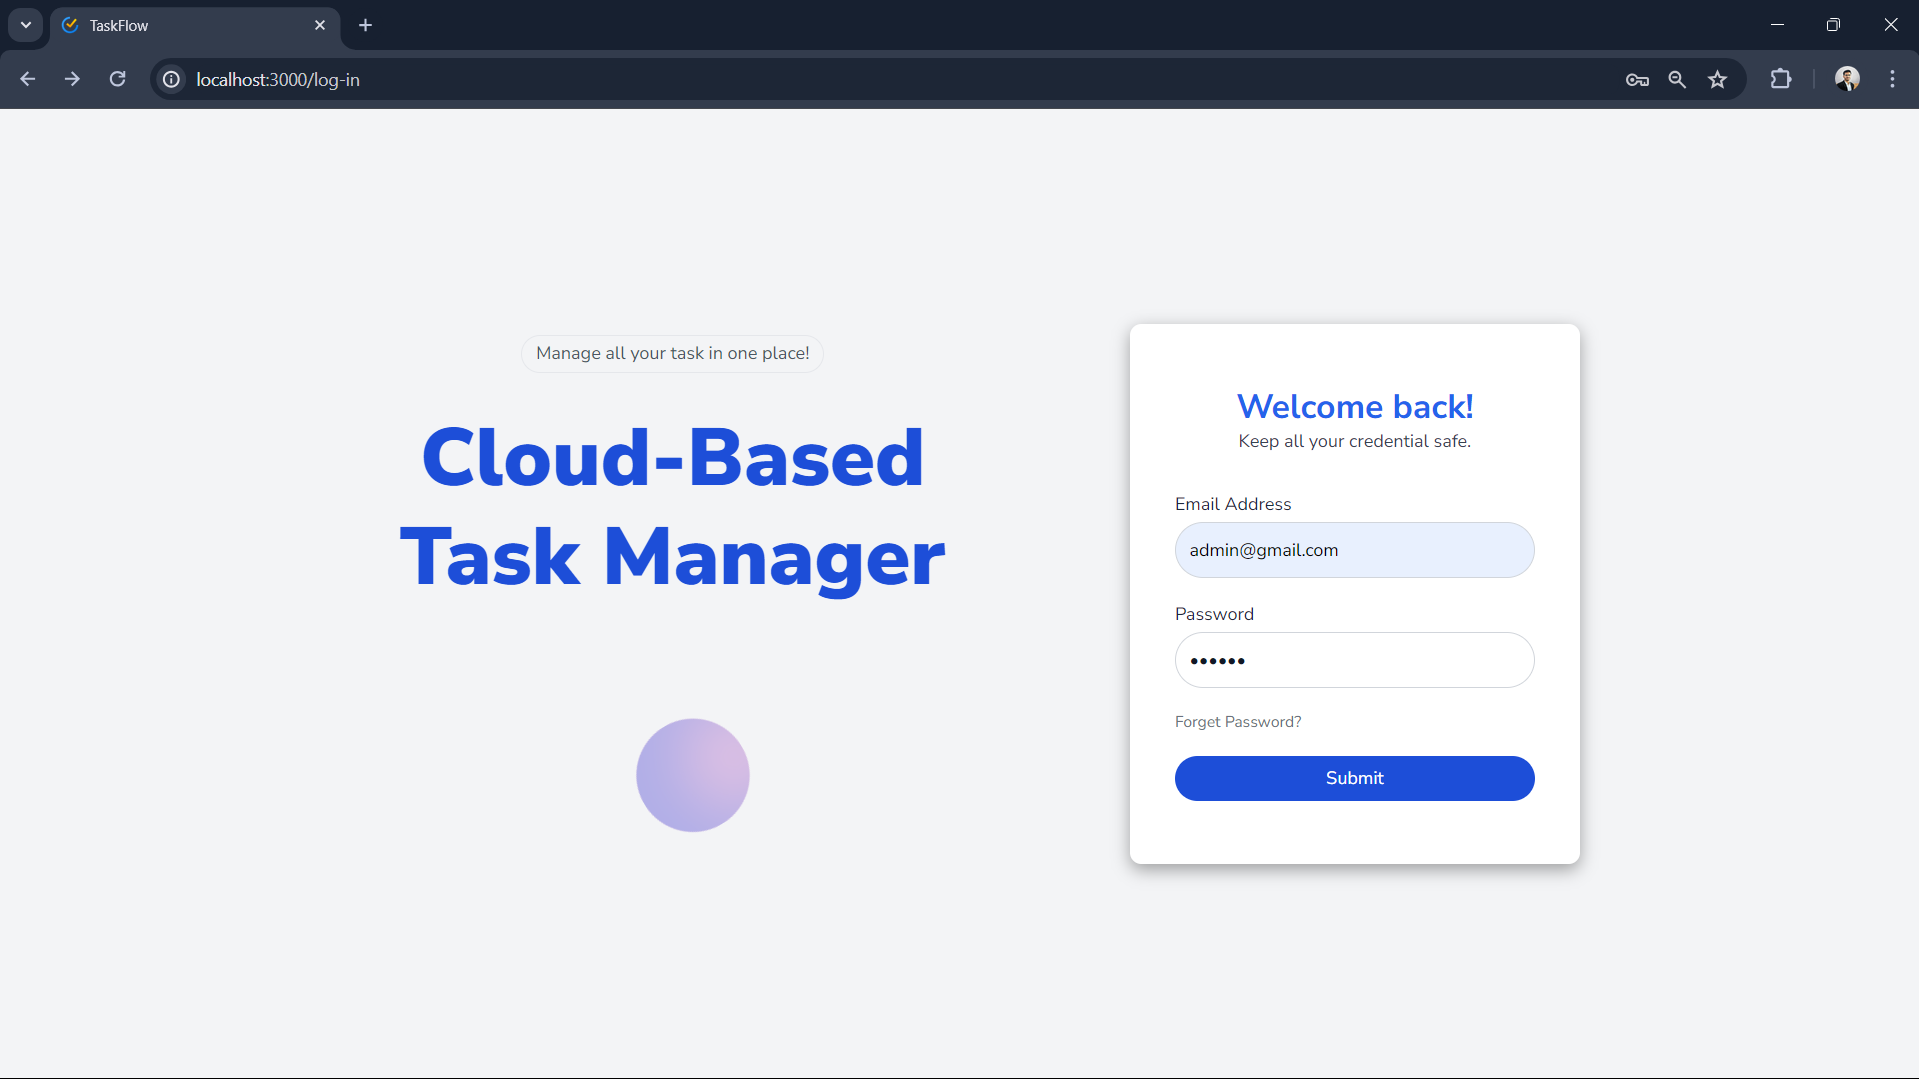 TaskFlow
localhost:3000/log-in
Manage all your task in one place!
Cloud-Based
Task Manager
Welcome back!
Keep all your credential safe.
Email Address
admin@gmail.com
Password
••••••
Forget Password?
Submit